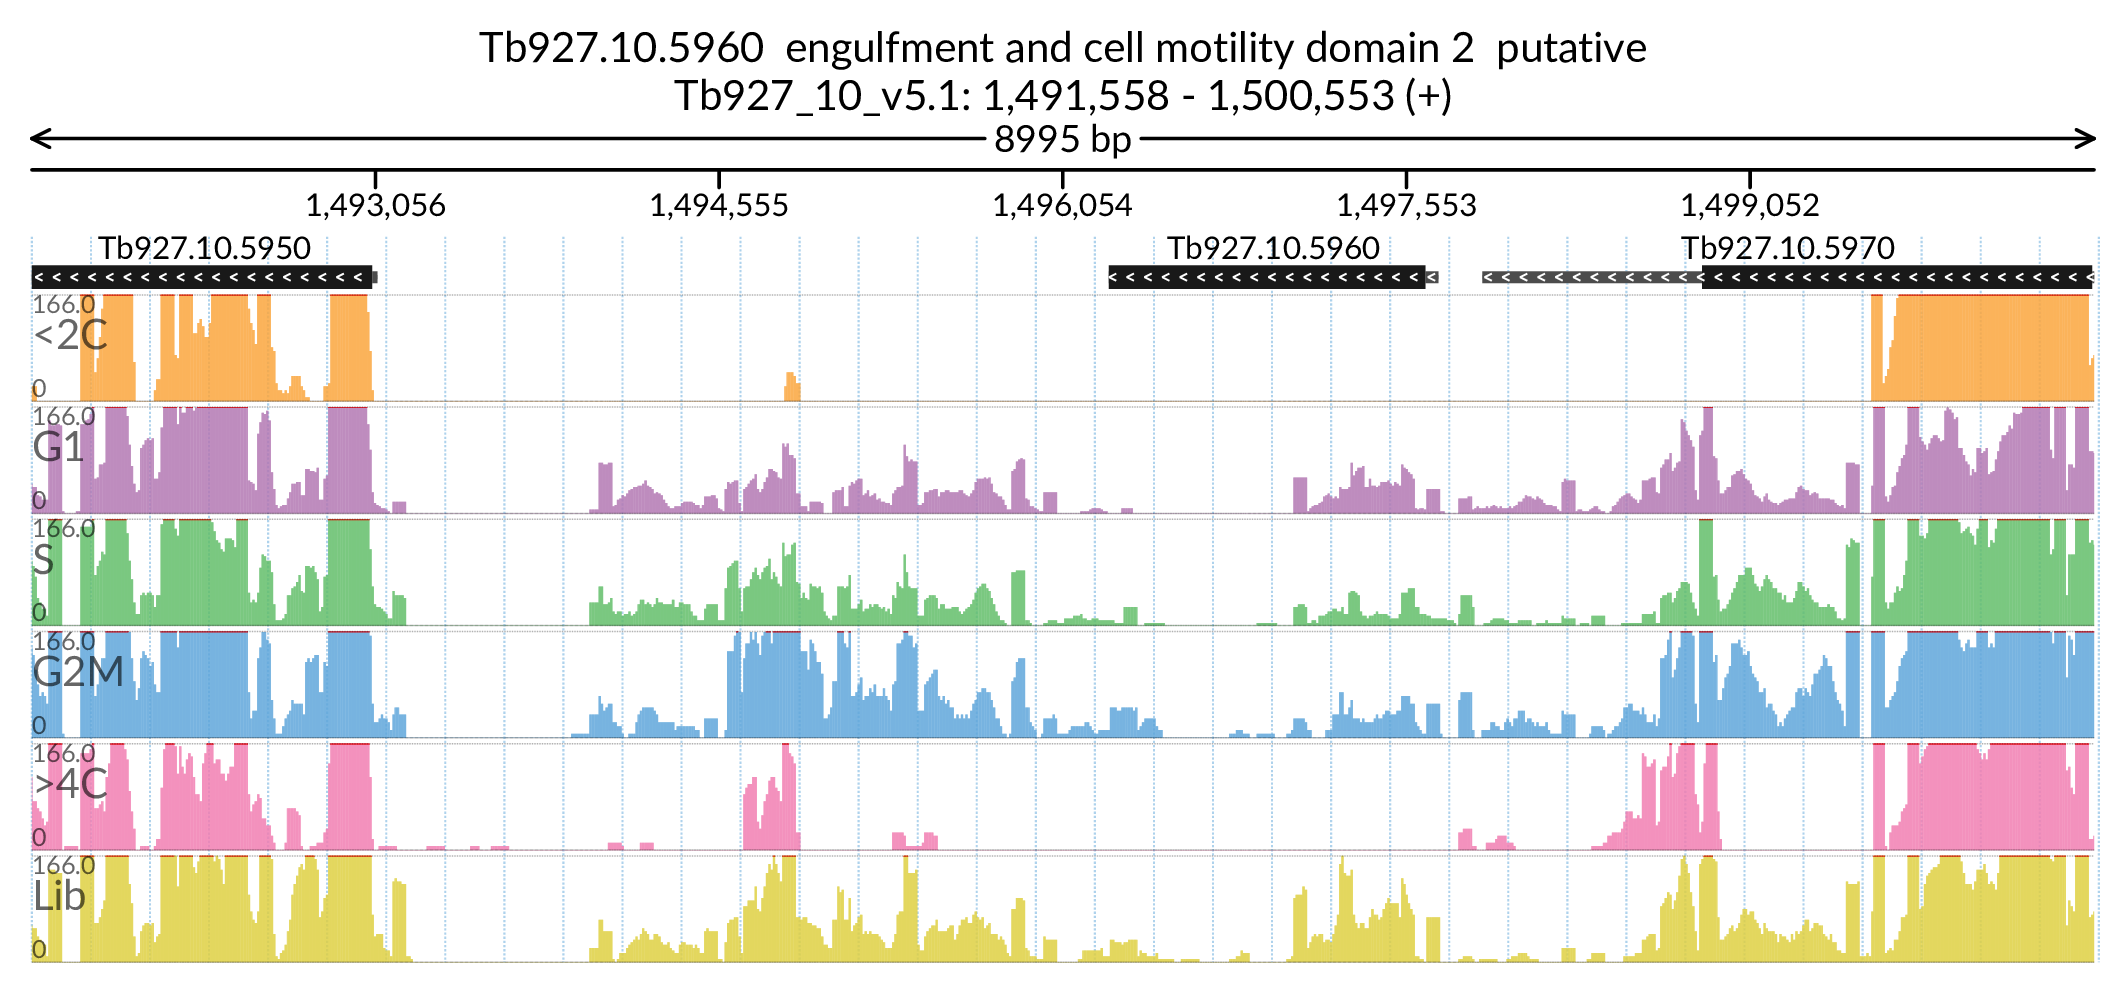 Tb927.10.5960  engulfment and cell motility domain 2  putative
Tb927_10_v5.1: 1,491,558 - 1,500,553 (+)
8995 bp
1,493,056 1,494,555 1,496,054 1,497,553 1,499,052
Tb927.10.5950 Tb927.10.5960 Tb927.10.5970
166.0
<2C
0
166.0
G1
0
166.0
S
0
166.0
G2M
0
166.0
>4C
0
166.0
Lib
0